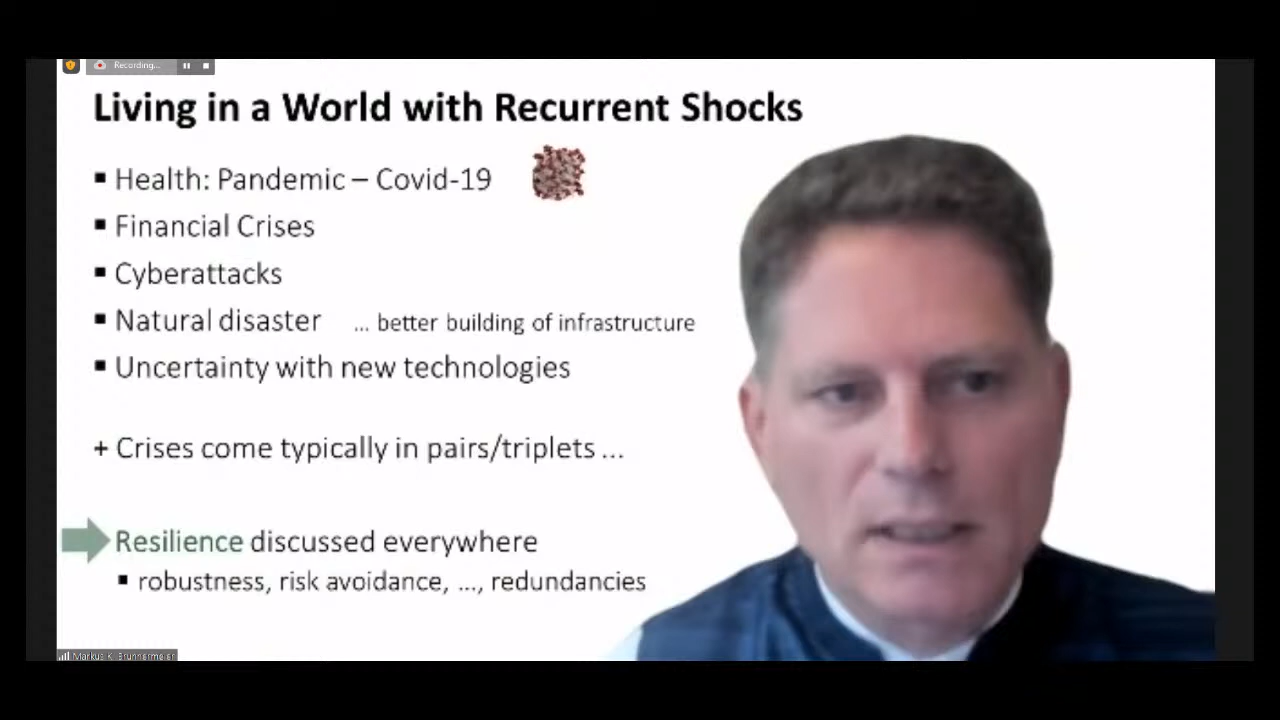 Recording...
Living in a World with Recurrent Shocks
▪ Health: Pandemic – Covid-19
▪ Financial Crises
▪ Cyberattacks
▪ Natural disaster ... better building of infrastructure
▪ Uncertainty with new technologies
+ Crises come typically in pairs/triplets ...
Resilience discussed everywhere
▪ robustness, risk avoidance, ..., redundancies
Markus K. Brunnermeier